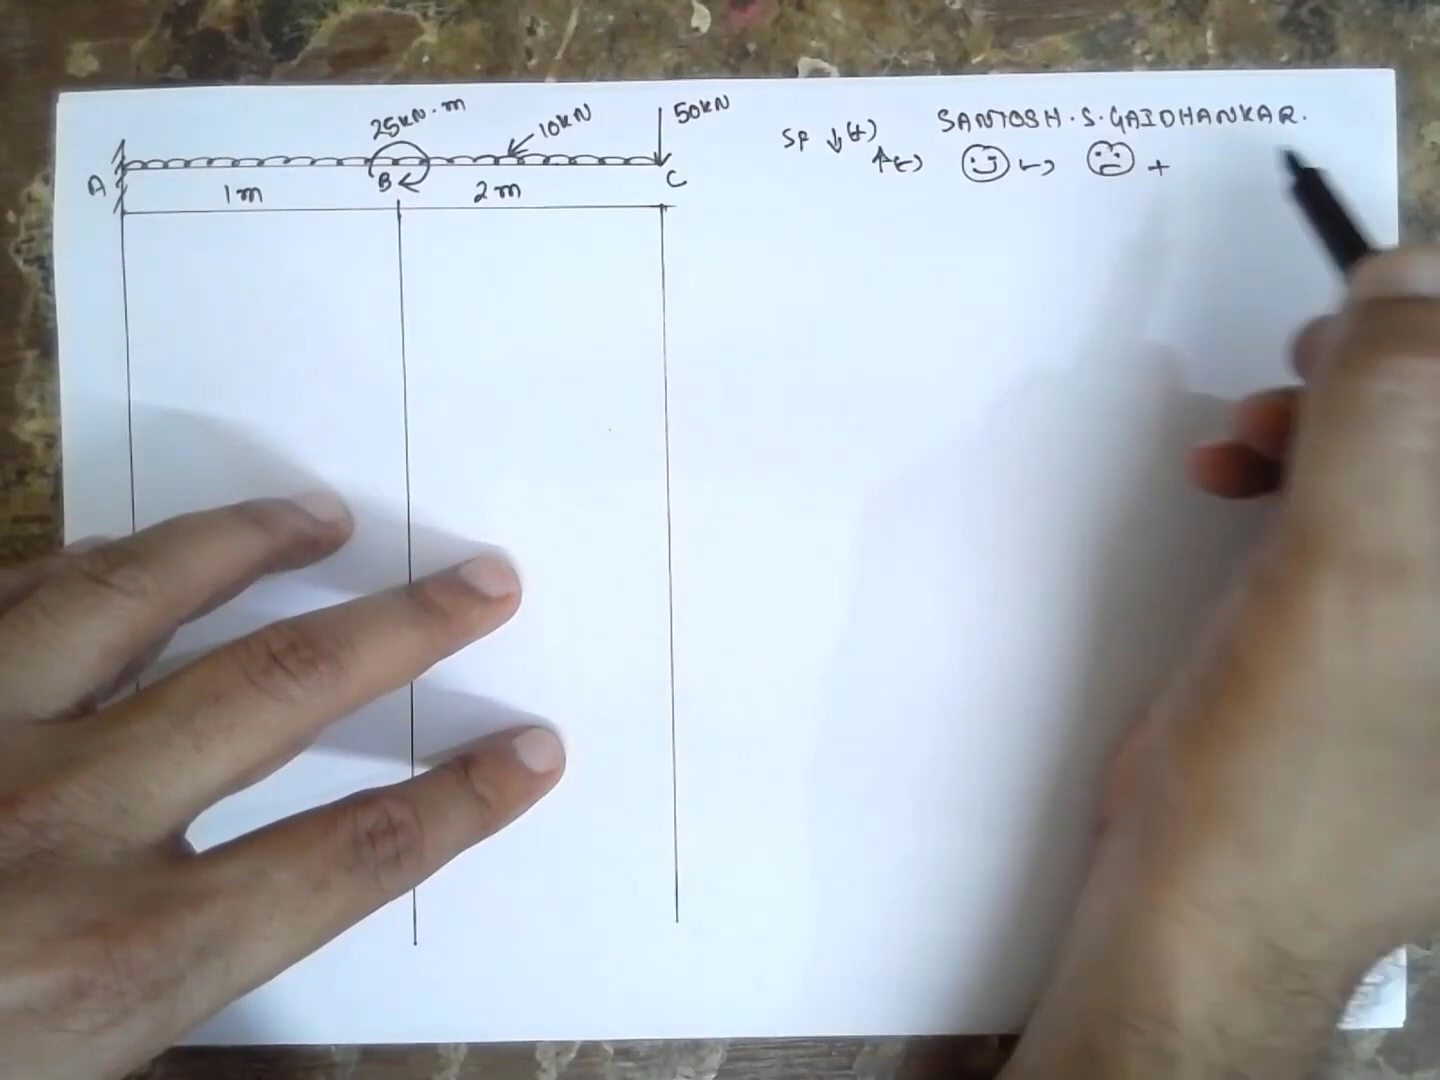 25kN.m
10kN
50kN
A
B
C
1m
2m
SF ↓(+)
↑(-)
SANTOSH.S.GAIDHANKAR.
(-)
+